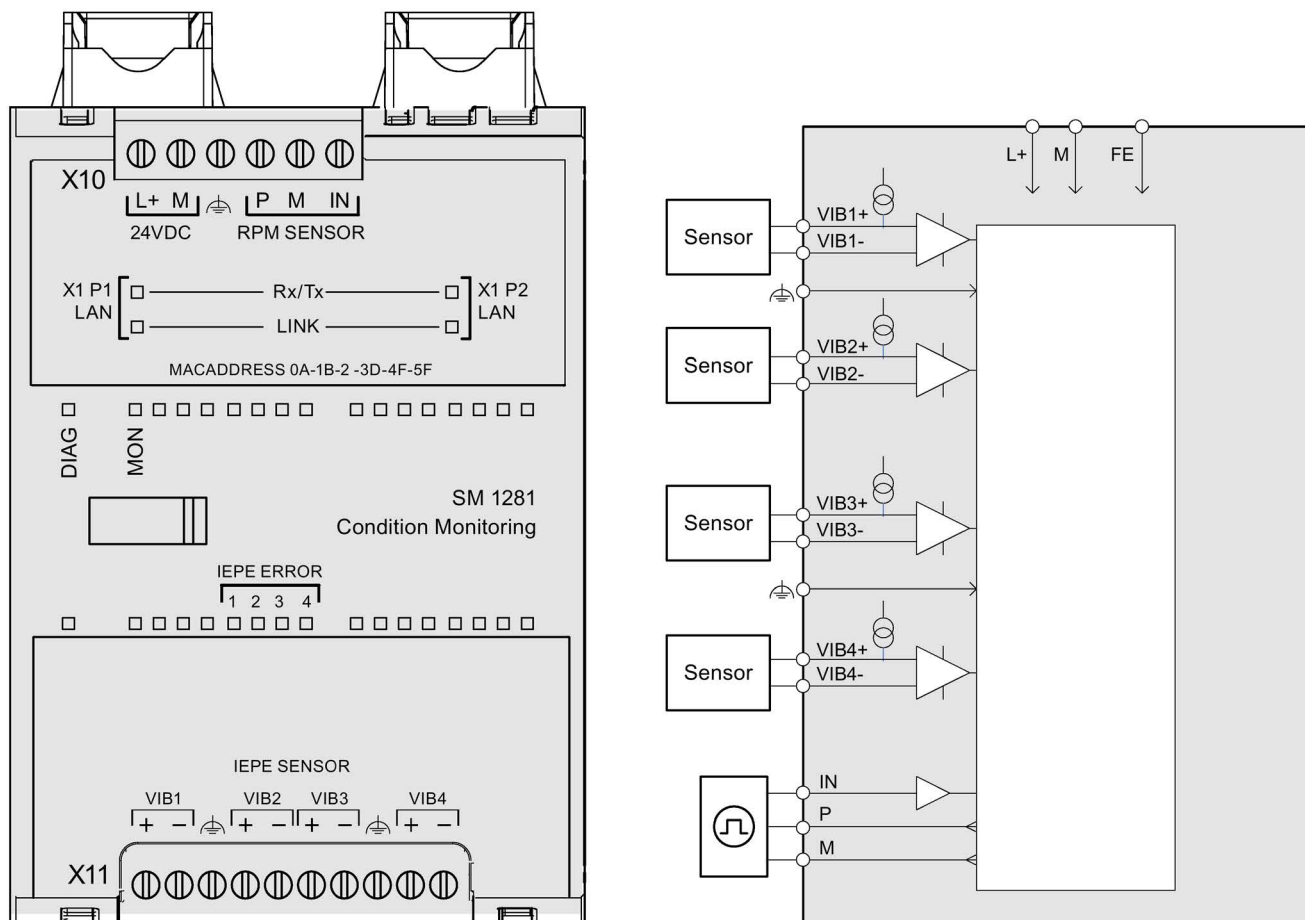 X10
L+ M P M IN
24VDC RPM SENSOR
X1 P1 LAN
Rx/Tx
LINK
X1 P2 LAN
MACADDRESS 0A-1B-2 -3D-4F-5F
DIAG
MON
SM 1281
Condition Monitoring
IEPE ERROR
1 2 3 4
IEPE SENSOR
VIB1 VIB2 VIB3 VIB4
+ − + − + − + −
X11
L+ M FE
Sensor
VIB1+
VIB1-
Sensor
VIB2+
VIB2-
Sensor
VIB3+
VIB3-
Sensor
VIB4+
VIB4-
IN
P
M